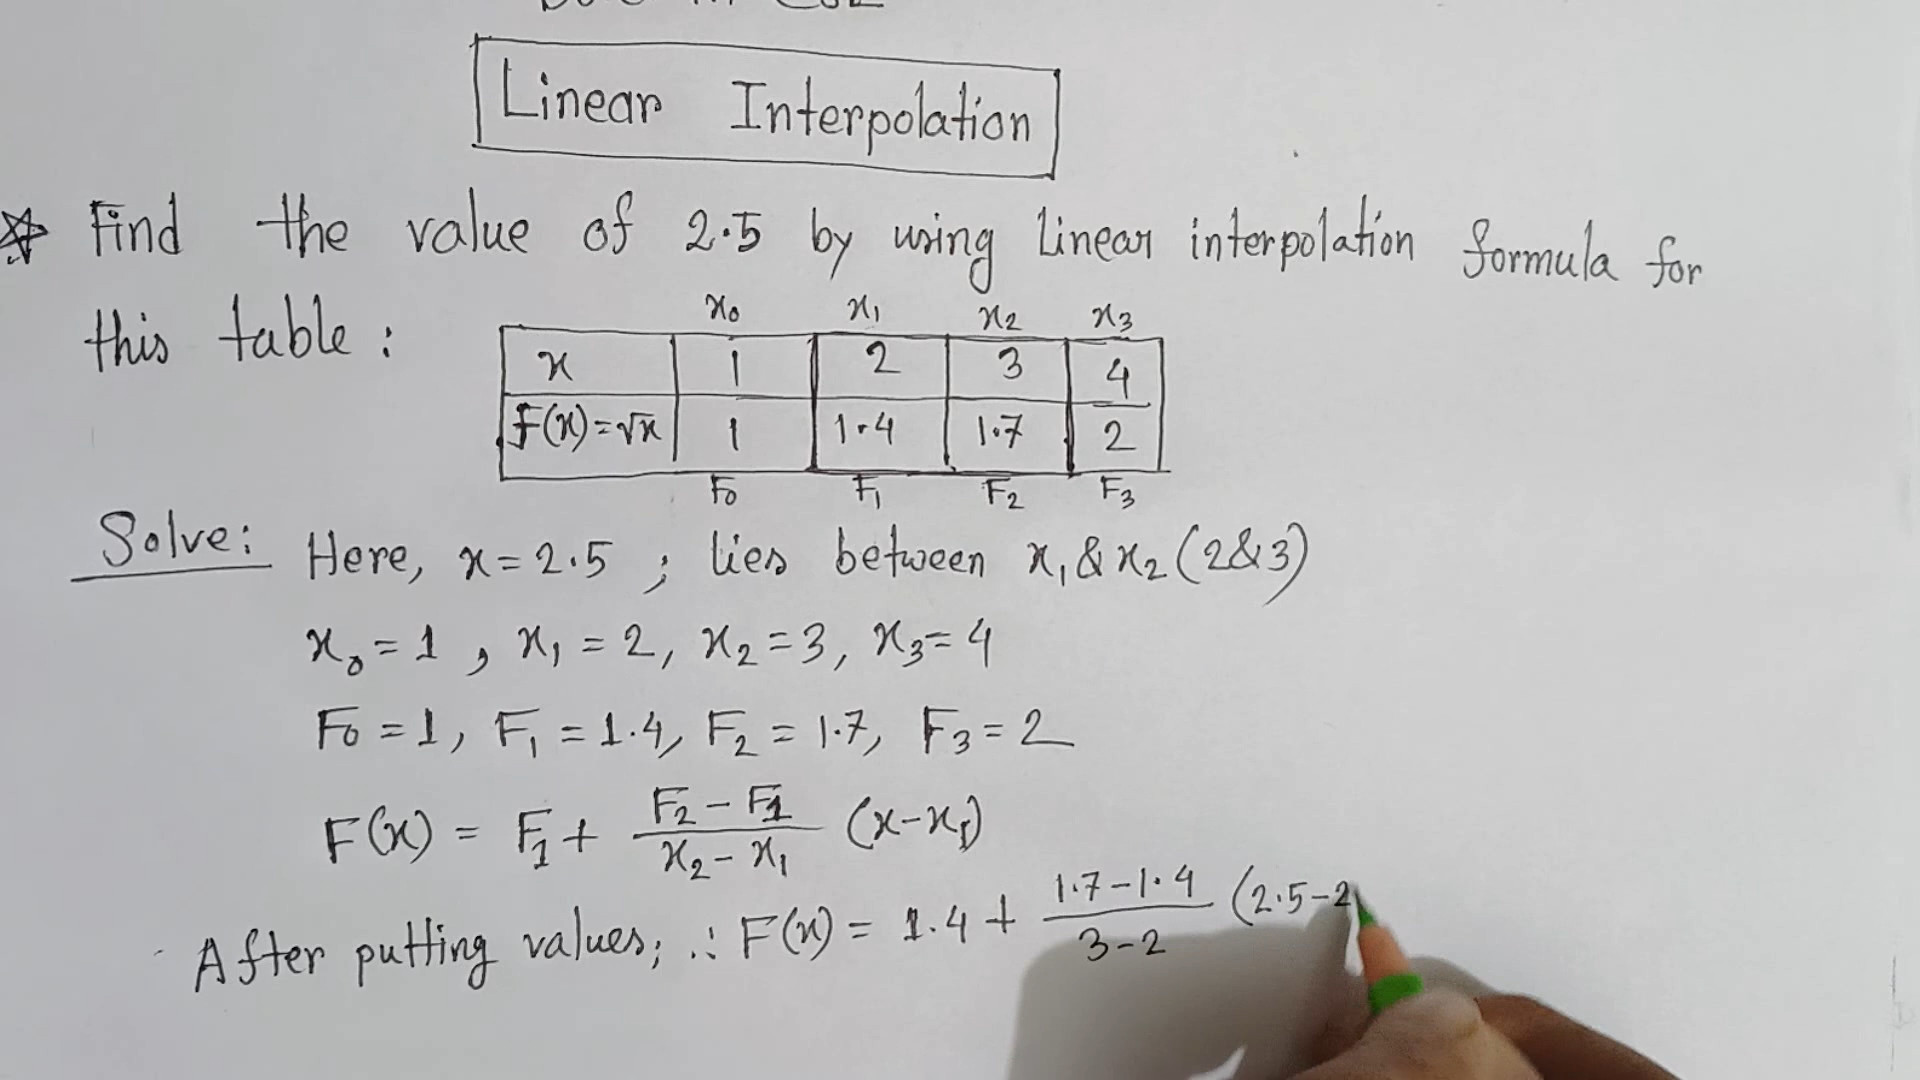 Linear Interpolation
Find the value of 2.5 by using Linear interpolation formula for
this table :
x₀ x₁ x₂ x₃
x 1 2 3 4
F(x)=√x 1 1.4 1.7 2
F₀ F₁ F₂ F₃
Solve: Here, x = 2.5 ; lies between x₁ & x₂ (2&3)
x₀ = 1 , x₁ = 2, x₂ = 3, x₃ = 4
F₀ = 1, F₁ = 1.4, F₂ = 1.7, F₃ = 2
F(x) = F₁ + (F₂ - F₁)/(x₂ - x₁) (x-x₁)
After putting values; ∴ F(x) = 1.4 + (1.7-1.4)/(3-2) (2.5-2